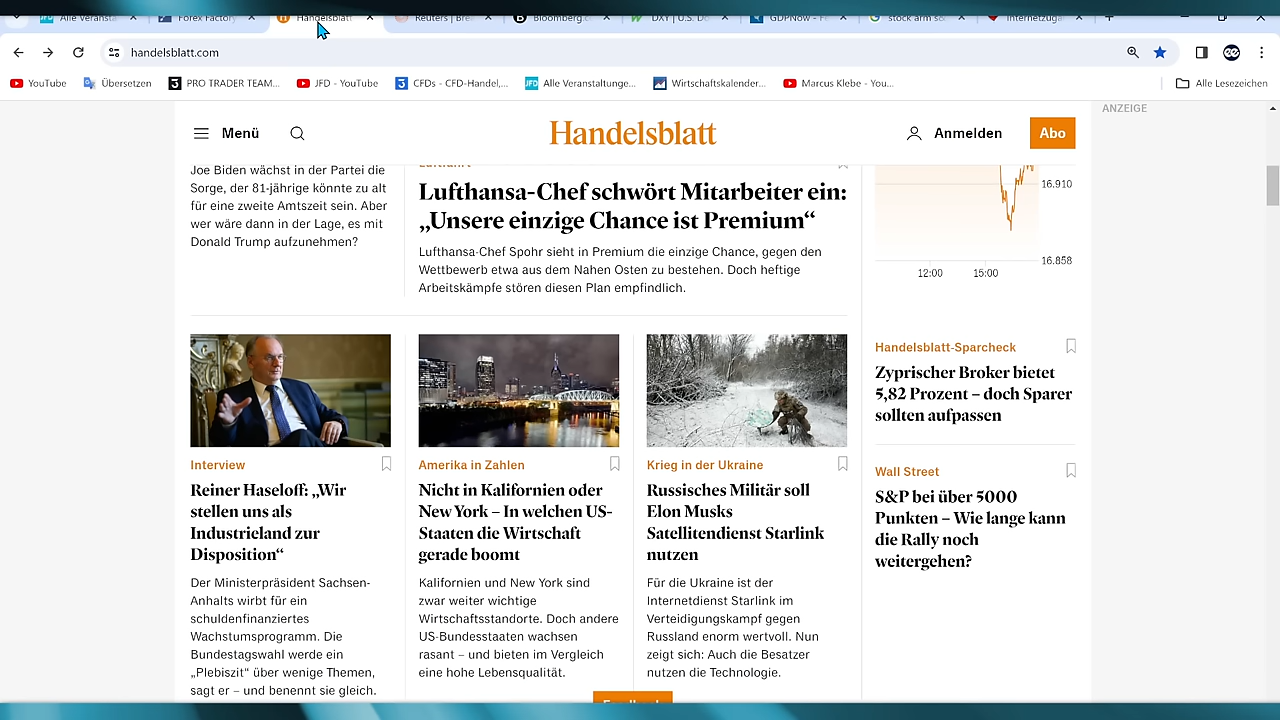 Alle Veransta
Forex Factory
Handelsblatt
Reuters | Bre
Bloomberg.c
DXY | U.S. Do
GDPNow - Fe
stock arm so
Internetzuga
handelsblatt.com
YouTube
Übersetzen
PRO TRADER TEAM...
JFD - YouTube
CFDs - CFD-Handel,...
Alle Veranstaltunge...
Wirtschaftskalender...
Marcus Klebe - You...
Alle Lesezeichen
Menü
Handelsblatt
Anmelden
Abo
ANZEIGE
Joe Biden wächst in der Partei die
Sorge, der 81-jährige könnte zu alt
für eine zweite Amtszeit sein. Aber
wer wäre dann in der Lage, es mit
Donald Trump aufzunehmen?
Luftfahrt
Lufthansa-Chef schwört Mitarbeiter ein:
„Unsere einzige Chance ist Premium“
Lufthansa-Chef Spohr sieht in Premium die einzige Chance, gegen den
Wettbewerb etwa aus dem Nahen Osten zu bestehen. Doch heftige
Arbeitskämpfe stören diesen Plan empfindlich.
16.910
16.858
12:00 15:00
Interview
Reiner Haseloff: „Wir
stellen uns als
Industrieland zur
Disposition“
Der Ministerpräsident Sachsen-
Anhalts wirbt für ein
schuldenfinanziertes
Wachstumsprogramm. Die
Bundestagswahl werde ein
„Plebiszit“ über wenige Themen,
sagt er – und benennt sie gleich.
Amerika in Zahlen
Nicht in Kalifornien oder
New York – In welchen US-
Staaten die Wirtschaft
gerade boomt
Kalifornien und New York sind
zwar weiter wichtige
Wirtschaftsstandorte. Doch andere
US-Bundesstaaten wachsen
rasant – und bieten im Vergleich
eine hohe Lebensqualität.
Krieg in der Ukraine
Russisches Militär soll
Elon Musks
Satellitendienst Starlink
nutzen
Für die Ukraine ist der
Internetdienst Starlink im
Verteidigungskampf gegen
Russland enorm wertvoll. Nun
zeigt sich: Auch die Besatzer
nutzen die Technologie.
Handelsblatt-Sparcheck
Zyprischer Broker bietet
5,82 Prozent – doch Sparer
sollten aufpassen
Wall Street
S&P bei über 5000
Punkten – Wie lange kann
die Rally noch
weitergehen?